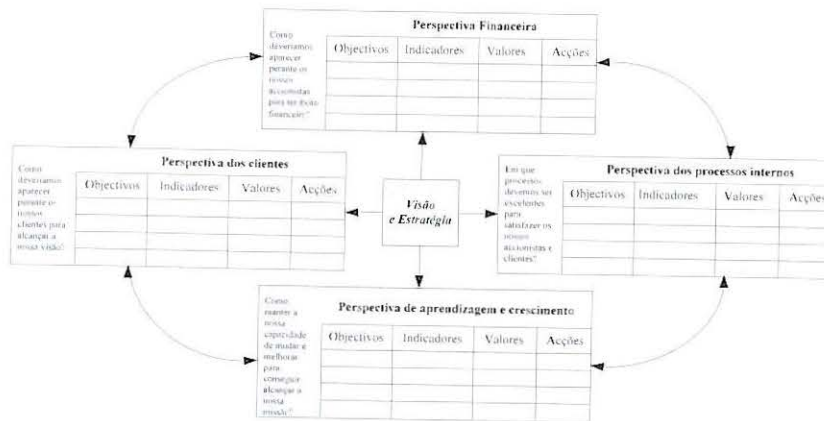 Perspectiva Financeira
Como
deveríamos
aparecer
perante os
nossos
accionistas
para ter êxito
financeiro?
Objectivos Indicadores Valores Acções
Perspectiva dos clientes
Como
deveríamos
aparecer
perante o
nossos
clientes para
alcançar a
nossa visão?
Objectivos Indicadores Valores Acções
Visão
e Estratégia
Perspectiva dos processos internos
Em que
processos
devemos ser
excelentes
para
satisfazer os
nossos
accionistas e
clientes?
Objectivos Indicadores Valores Acções
Perspectiva de aprendizagem e crescimento
Como
manter a
nossa
capacidade
de mudar e
melhorar
para
conseguir
alcançar a
nossa
Objectivos Indicadores Valores Acções